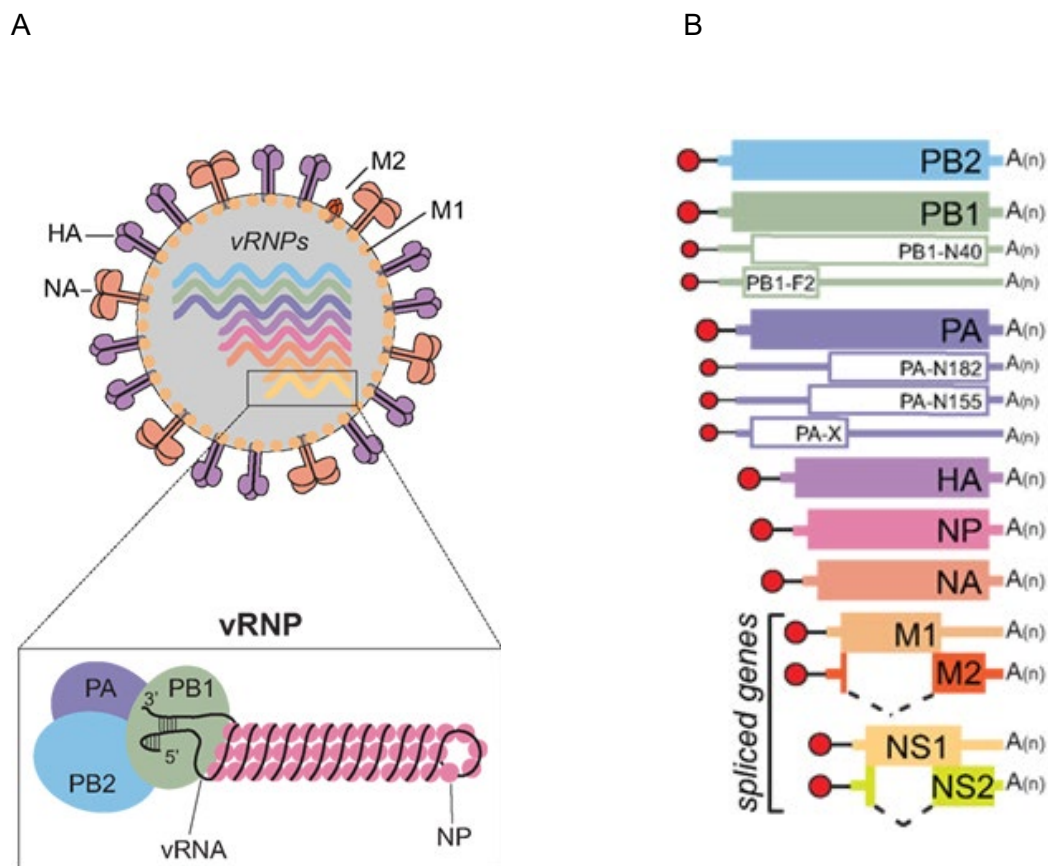 A
B
M2
M1
HA
vRNPs
NA
vRNP
PA
PB1
3'
5'
PB2
vRNA
NP
PB2 A(n)
PB1 A(n)
PB1-N40 A(n)
PB1-F2 A(n)
PA A(n)
PA-N182 A(n)
PA-N155 A(n)
PA-X A(n)
HA A(n)
NP A(n)
NA A(n)
spliced genes
M1 A(n)
M2 A(n)
NS1 A(n)
NS2 A(n)